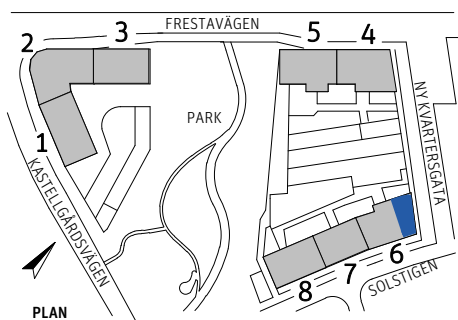 FRESTAVÄGEN
2
3
5
4
1
PARK
NY KVARTERSGATA
KASTELLGÅRDSVÄGEN
6
7
8
SOLSTIGEN
PLAN